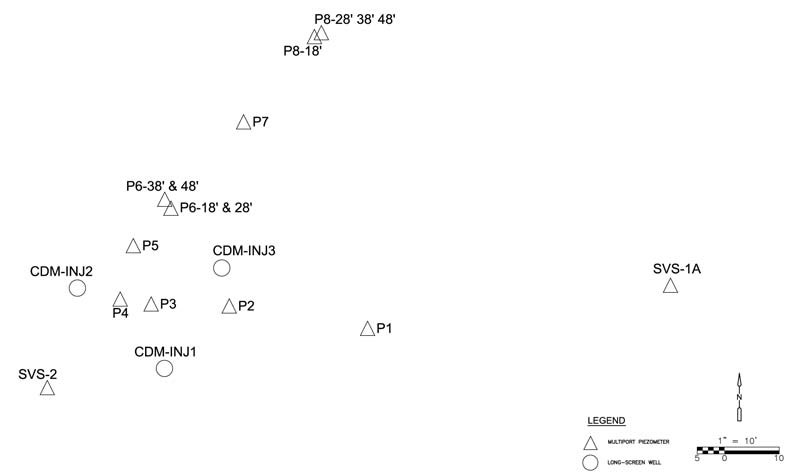 P8-28' 38' 48'
P8-18'
P7
P6-38' & 48'
P6-18' & 28'
P5
CDM-INJ3
CDM-INJ2
SVS-1A
P4
P3
P2
P1
CDM-INJ1
SVS-2
N
LEGEND
MULTIPORT PIEZOMETER
LONG-SCREEN WELL
1" = 10'
5 0 10